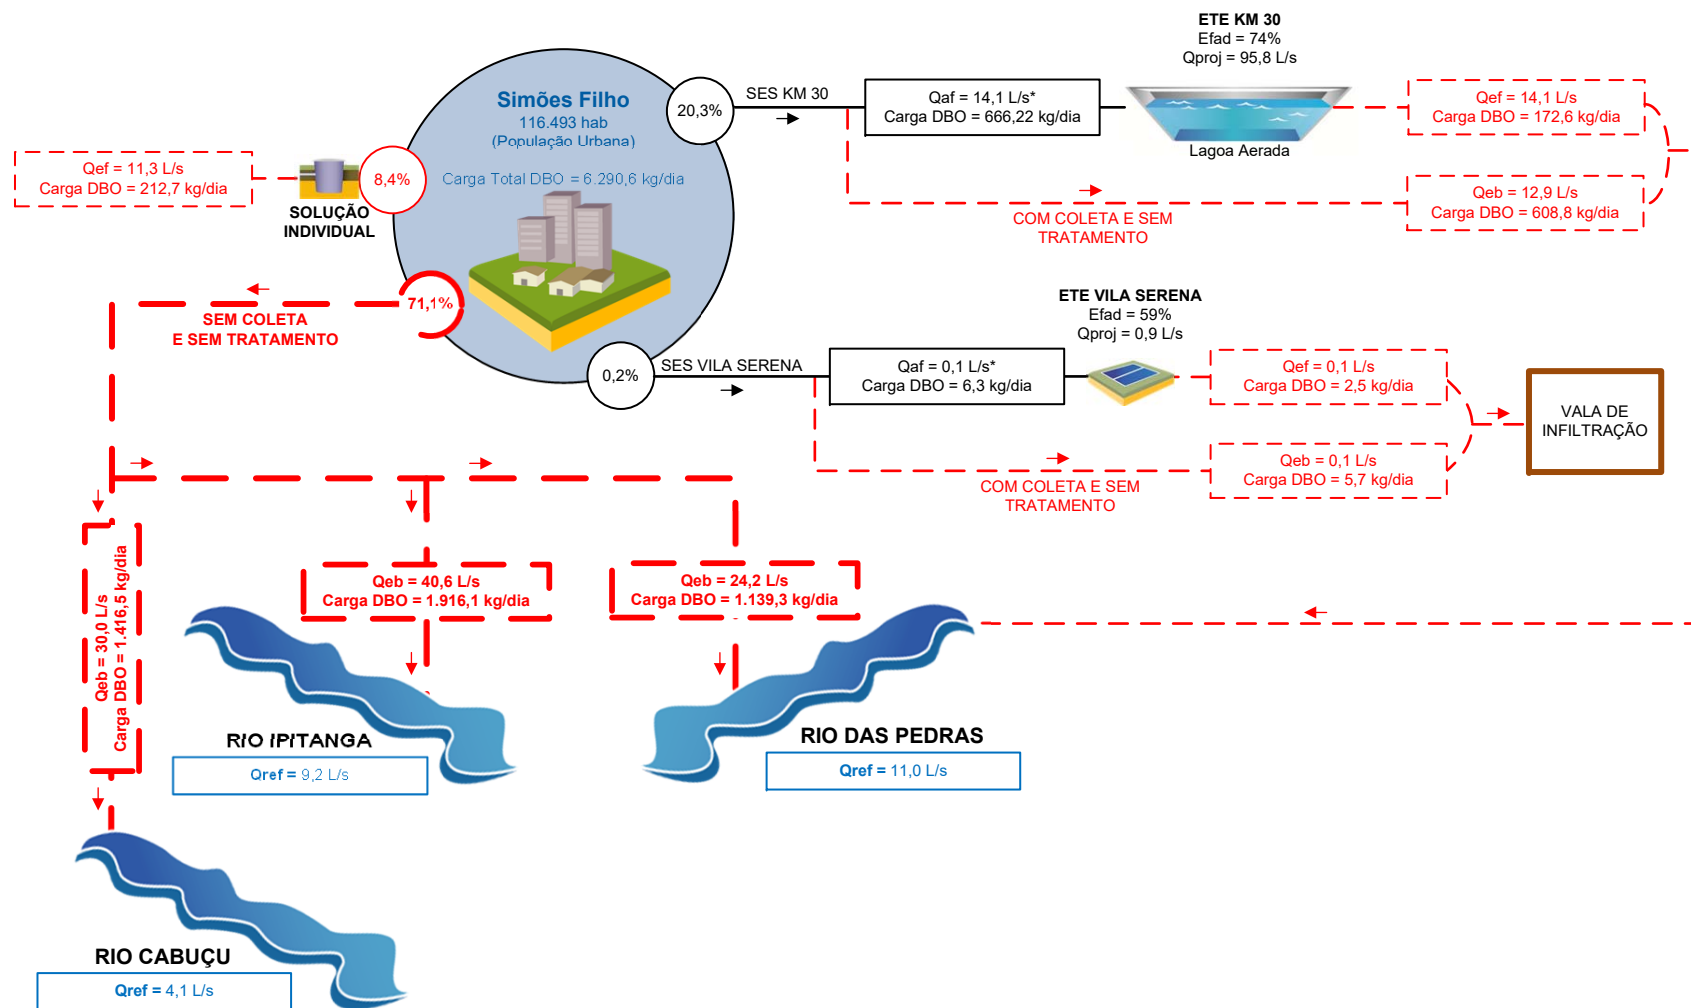 ETE KM 30
Efad = 74%
Qproj = 95,8 L/s
Simões Filho
116.493 hab
(População Urbana)
Carga Total DBO = 6.290,6 kg/dia
20,3%
SES KM 30
Qaf = 14,1 L/s*
Carga DBO = 666,22 kg/dia
Lagoa Aerada
Qef = 14,1 L/s
Carga DBO = 172,6 kg/dia
Qef = 11,3 L/s
Carga DBO = 212,7 kg/dia
8,4%
SOLUÇÃO
INDIVIDUAL
COM COLETA E SEM
TRATAMENTO
Qeb = 12,9 L/s
Carga DBO = 608,8 kg/dia
71,1%
SEM COLETA
E SEM TRATAMENTO
ETE VILA SERENA
Efad = 59%
Qproj = 0,9 L/s
0,2%
SES VILA SERENA
Qaf = 0,1 L/s*
Carga DBO = 6,3 kg/dia
Qef = 0,1 L/s
Carga DBO = 2,5 kg/dia
VALA DE
INFILTRAÇÃO
COM COLETA E SEM
TRATAMENTO
Qeb = 0,1 L/s
Carga DBO = 5,7 kg/dia
Qeb = 30,0 L/s
Carga DBO = 1.416,5 kg/dia
Qeb = 40,6 L/s
Carga DBO = 1.916,1 kg/dia
Qeb = 24,2 L/s
Carga DBO = 1.139,3 kg/dia
RIO IPITANGA
Qref = 9,2 L/s
RIO DAS PEDRAS
Qref = 11,0 L/s
RIO CABUÇU
Qref = 4,1 L/s